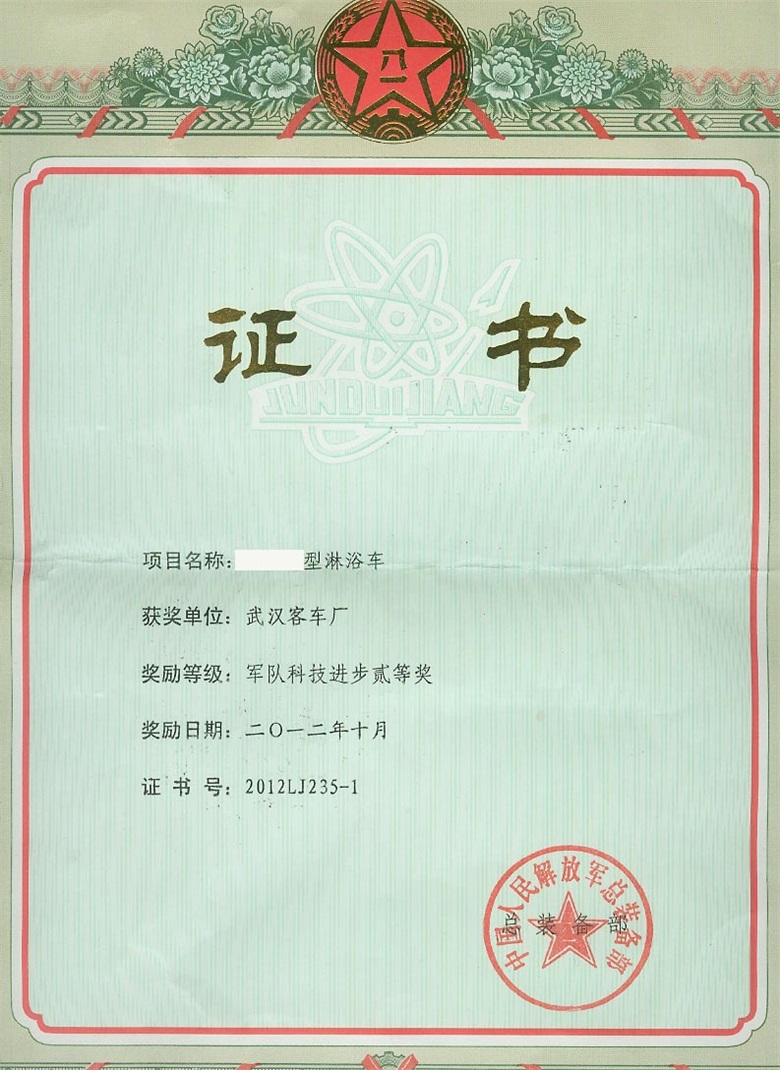 八一
证 书
JUNDUIJIANG
项目名称: 型淋浴车
获奖单位: 武汉客车厂
奖励等级: 军队科技进步贰等奖
奖励日期: 二〇一二年十月
证 书 号: 2012LJ235-1
中国人民解放军总装备部
总装备部